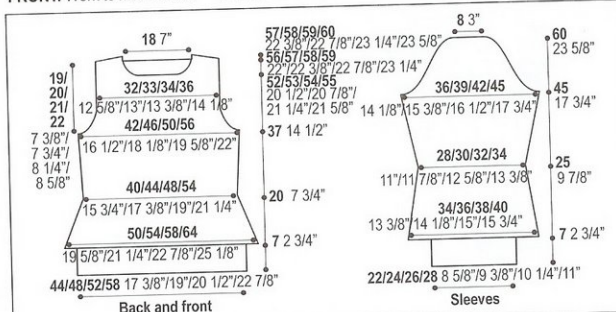 18 7"
57/58/59/60
22 3/8"/22 7/8"/23 1/4"/23 5/8"
56/57/58/59
22"/22 3/8"/22 7/8"/23 1/4"
52/53/54/55
20 1/2"/20 7/8"/
21 1/4"/21 5/8"
19/
20/
21/
22
7 3/8"/
7 3/4"/
8 1/4"/
8 5/8"
32/33/34/36
12 5/8"/13"/13 3/8"/14 1/8"
42/46/50/56
16 1/2"/18 1/8"/19 5/8"/22"
37 14 1/2"
40/44/48/54
15 3/4"/17 3/8"/19"/21 1/4"
20 7 3/4"
50/54/58/64
19 5/8"/21 1/4"/22 7/8"/25 1/8"
7 2 3/4"
44/48/52/58 17 3/8"/19"/20 1/2"/22 7/8"
Back and front
8 3"
60
23 5/8"
36/39/42/45
14 1/8"/15 3/8"/16 1/2"/17 3/4"
45
17 3/4"
28/30/32/34
11"/11 7/8"/12 5/8"/13 3/8"
25
9 7/8"
34/36/38/40
13 3/8"/14 1/8"/15"/15 3/4"
7 2 3/4"
22/24/26/28 8 5/8"/9 3/8"/10 1/4"/11"
Sleeves